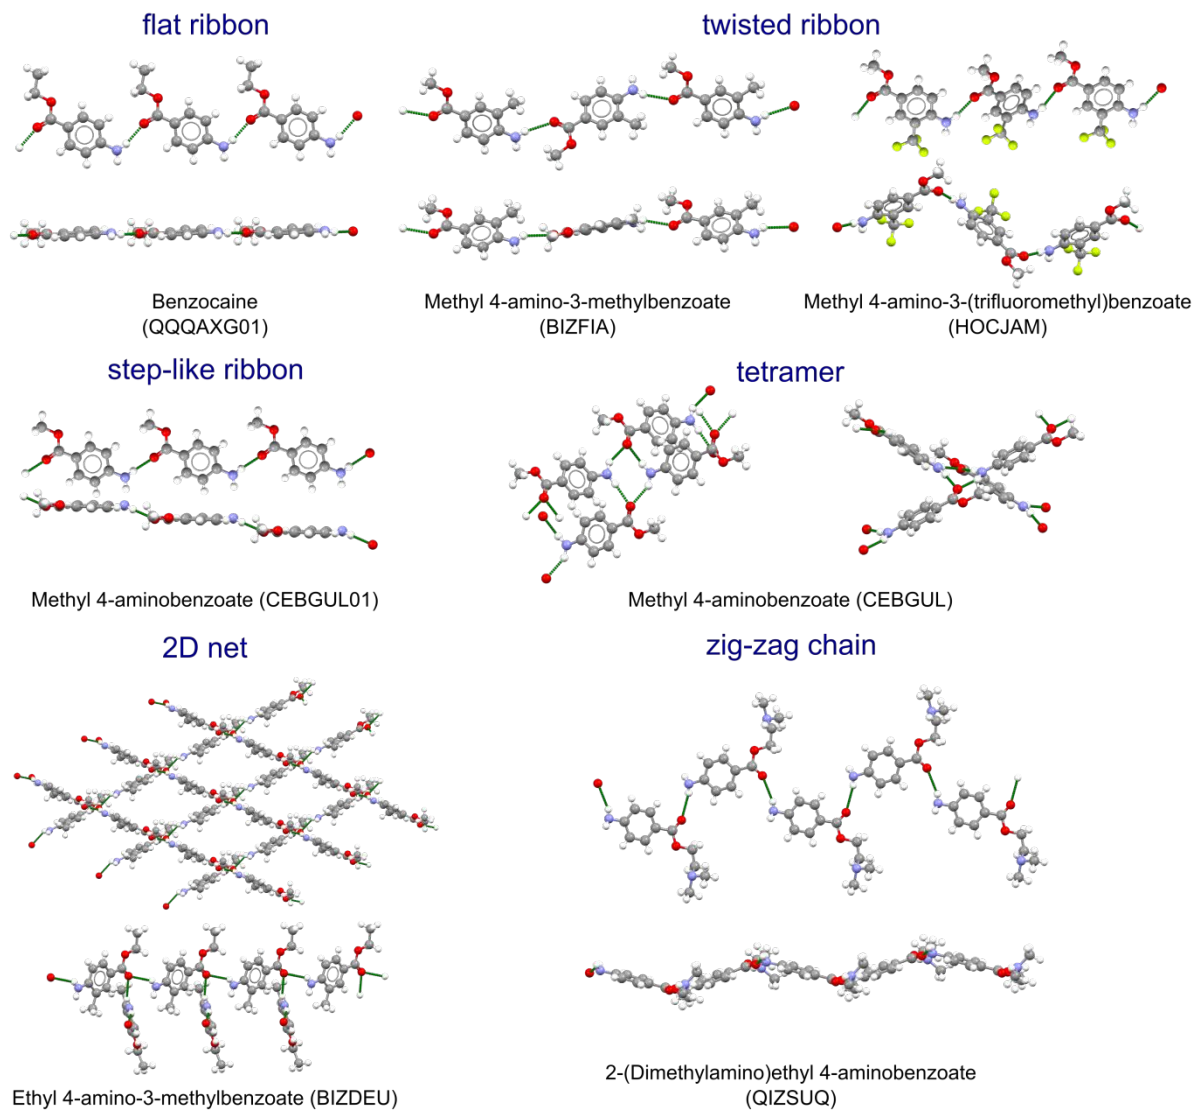 flat ribbon
twisted ribbon
Benzocaine
(QQQAXG01)
Methyl 4-amino-3-methylbenzoate
(BIZFIA)
Methyl 4-amino-3-(trifluoromethyl)benzoate
(HOCJAM)
step-like ribbon
tetramer
Methyl 4-aminobenzoate (CEBGUL01)
Methyl 4-aminobenzoate (CEBGUL)
2D net
zig-zag chain
Ethyl 4-amino-3-methylbenzoate (BIZDEU)
2-(Dimethylamino)ethyl 4-aminobenzoate
(QIZSUQ)